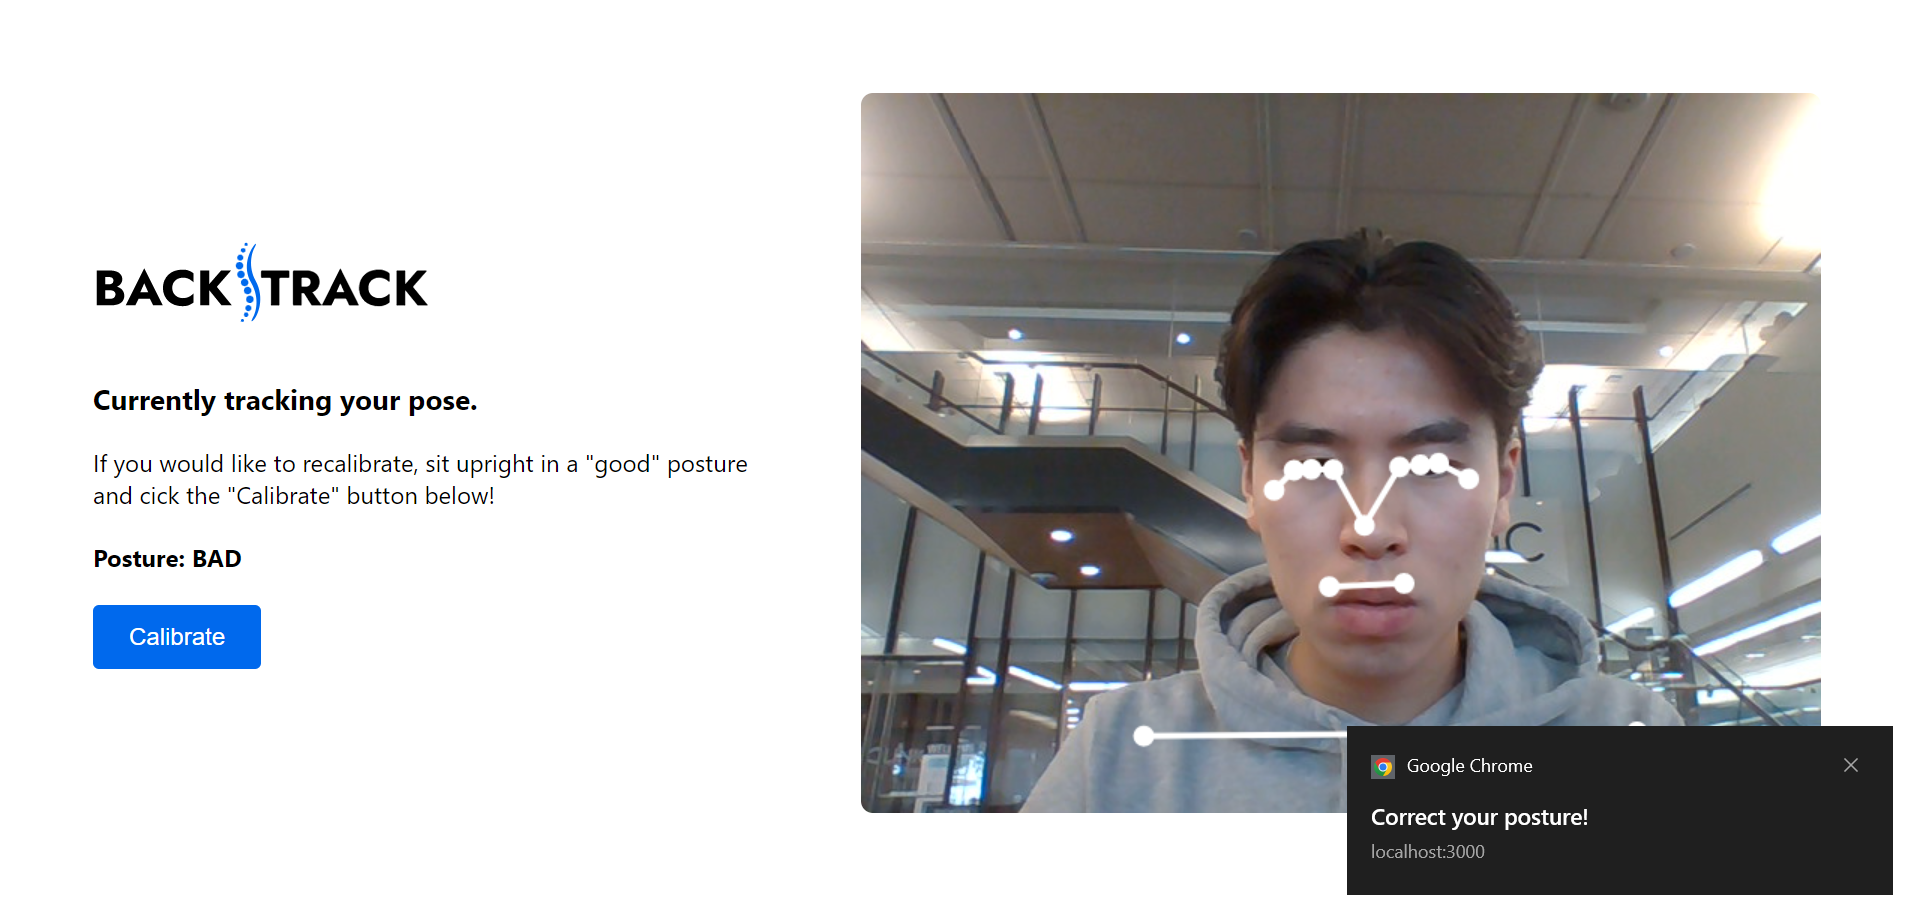 BACK TRACK
Currently tracking your pose.
If you would like to recalibrate, sit upright in a "good" posture
and cick the "Calibrate" button below!
Posture: BAD
Calibrate
Google Chrome
Correct your posture!
localhost:3000